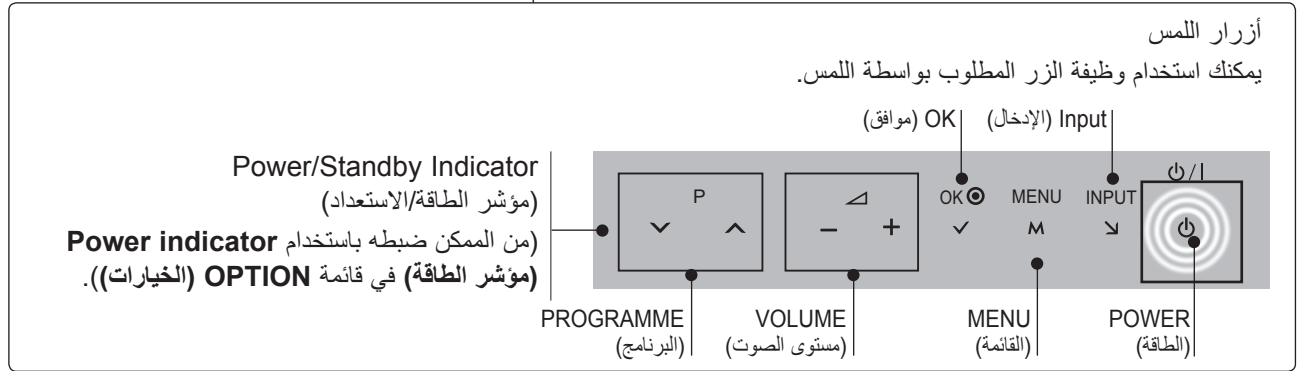 أزرار اللمس
يمكنك استخدام وظيفة الزر المطلوب بواسطة اللمس.
OK (موافق)
Input (الإدخال)
Power/Standby Indicator
(مؤشر الطاقة/الاستعداد)
(من الممكن ضبطه باستخدام Power indicator
(مؤشر الطاقة) في قائمة OPTION (الخيارات)).
P
OK
MENU
INPUT
/I
- +
M
PROGRAMME
(البرنامج)
VOLUME
(مستوى الصوت)
MENU
(القائمة)
POWER
(الطاقة)